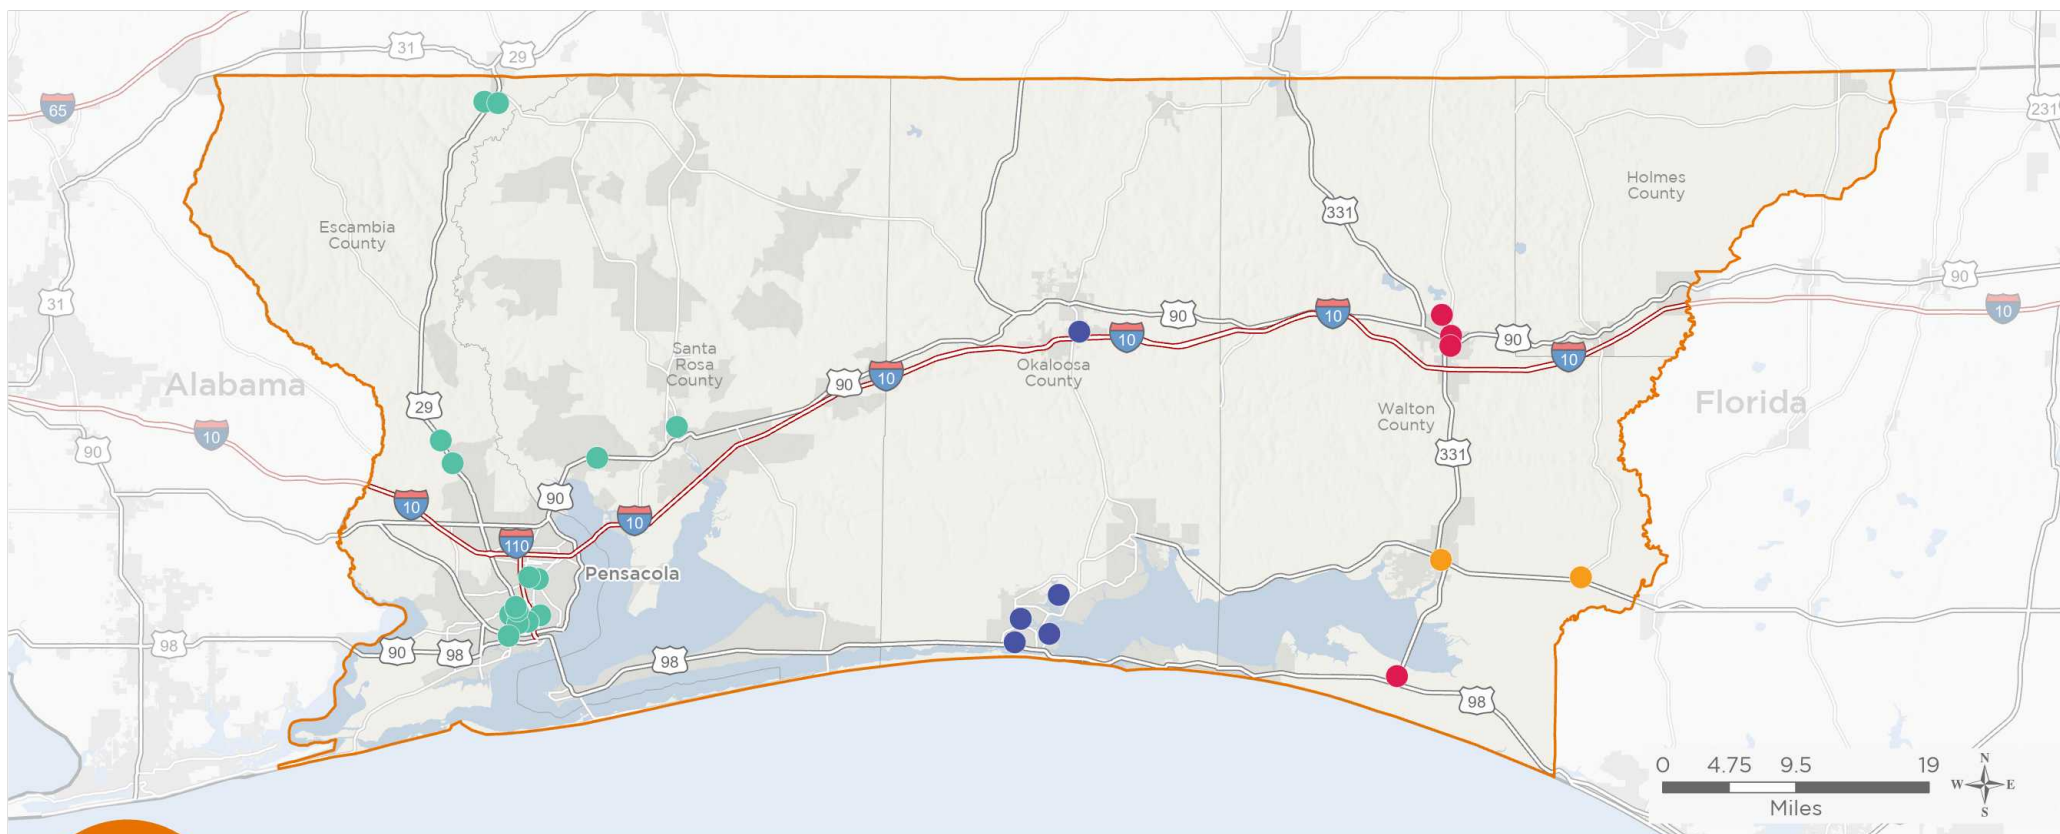 31
29
65
231
Holmes
County
331
Escambia
County
90
31
10
90
10
90
10
Santa
Rosa
County
Okaloosa
County
10
90
10
Alabama
29
Walton
County
Florida
10
90
331
10
90
10
110
Pensacola
98
90
98
98
98
0 4.75 9.5 19
Miles
N
W E
S